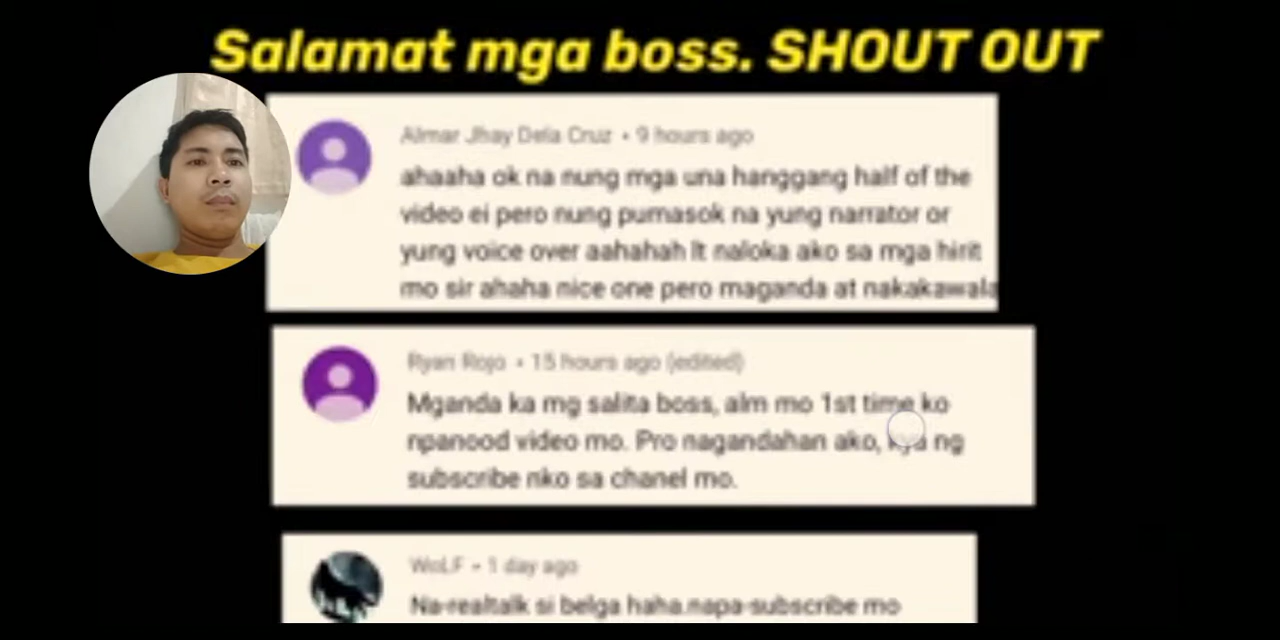 Salamat mga boss. SHOUT OUT
Almar Jhay Dela Cruz • 9 hours ago
ahaaha ok na nung mga una hanggang half of the
video ei pero nung pumasok na yung narrator or
yung voice over aahahah lt naloka ako sa mga hirit
mo sir ahaha nice one pero maganda at nakakawala
Ryan Rojo • 15 hours ago (edited)
Mganda ka mg salita boss, alm mo 1st time ko
npanood video mo. Pro nagandahan ako, kya ng
subscribe nko sa chanel mo.
WoLF • 1 day ago
Na-realtalk si belga haha.napa-subscribe mo